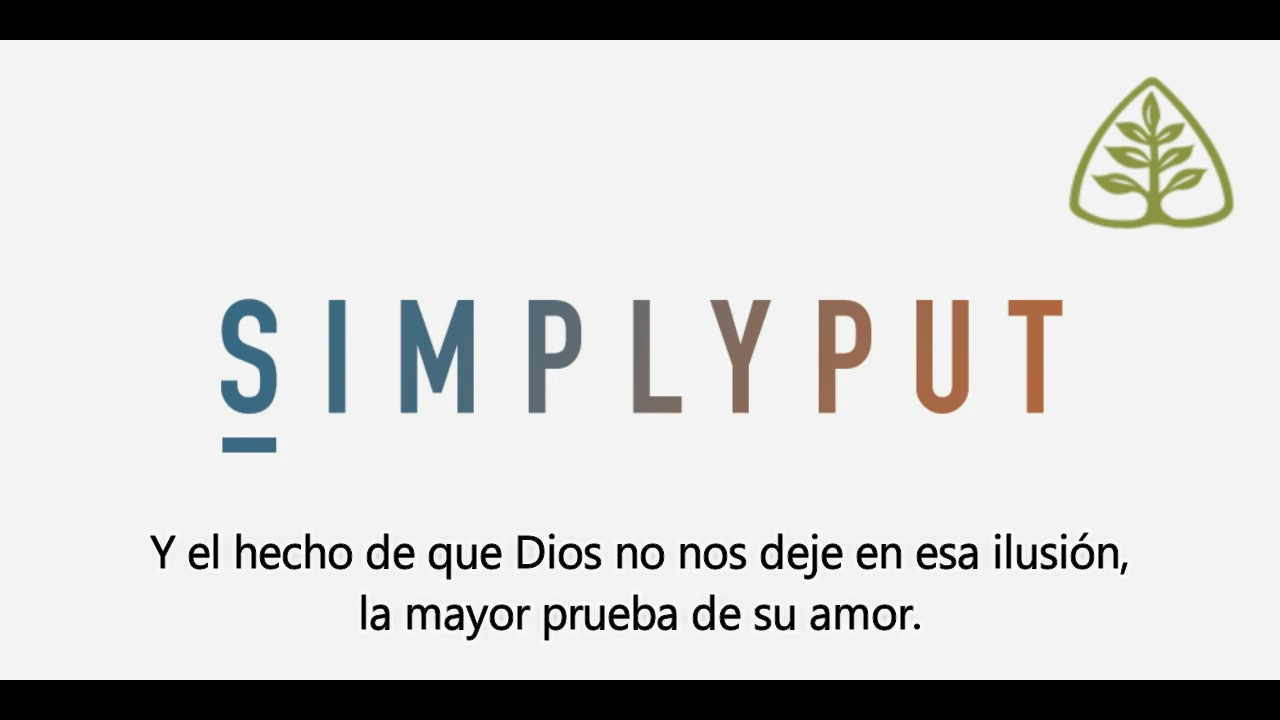 SIMPLYPUT
Y el hecho de que Dios no nos deje en esa ilusión,
la mayor prueba de su amor.